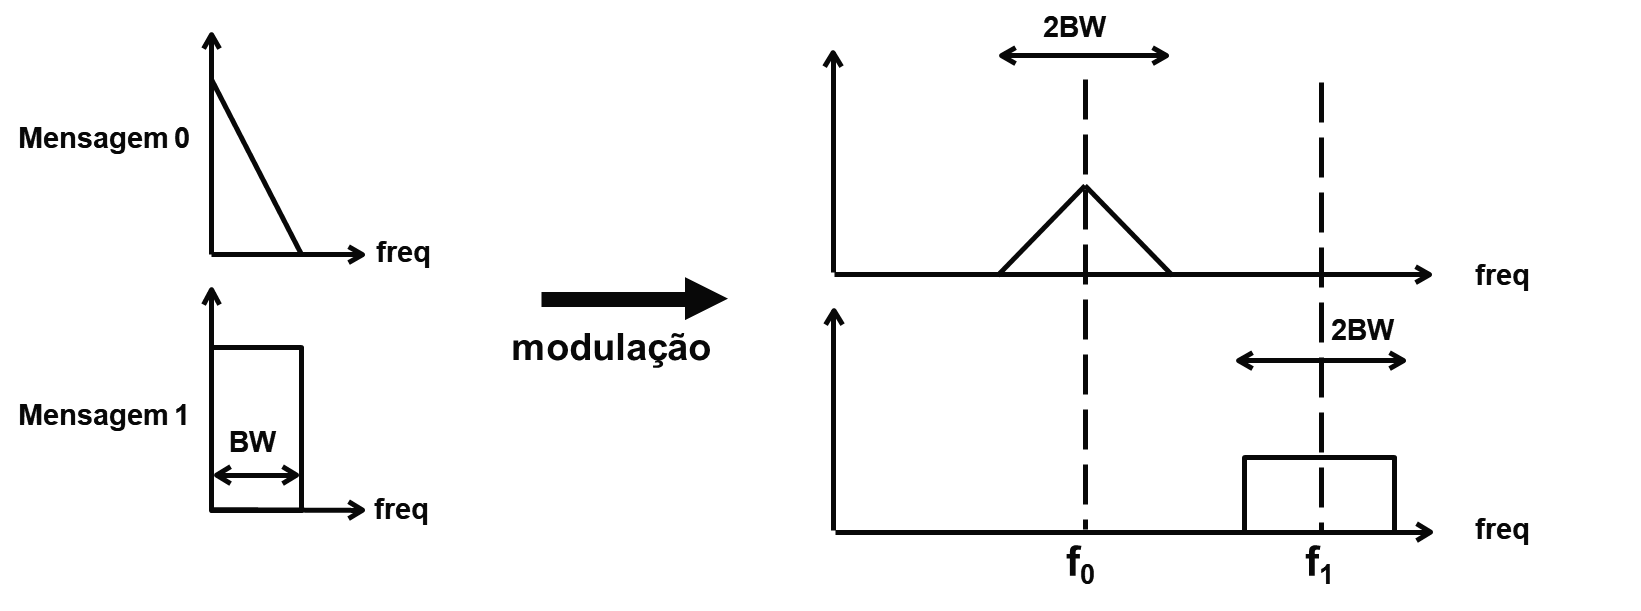 Mensagem 0
freq
Mensagem 1
BW
freq
modulação
2BW
freq
2BW
freq
f0
f1